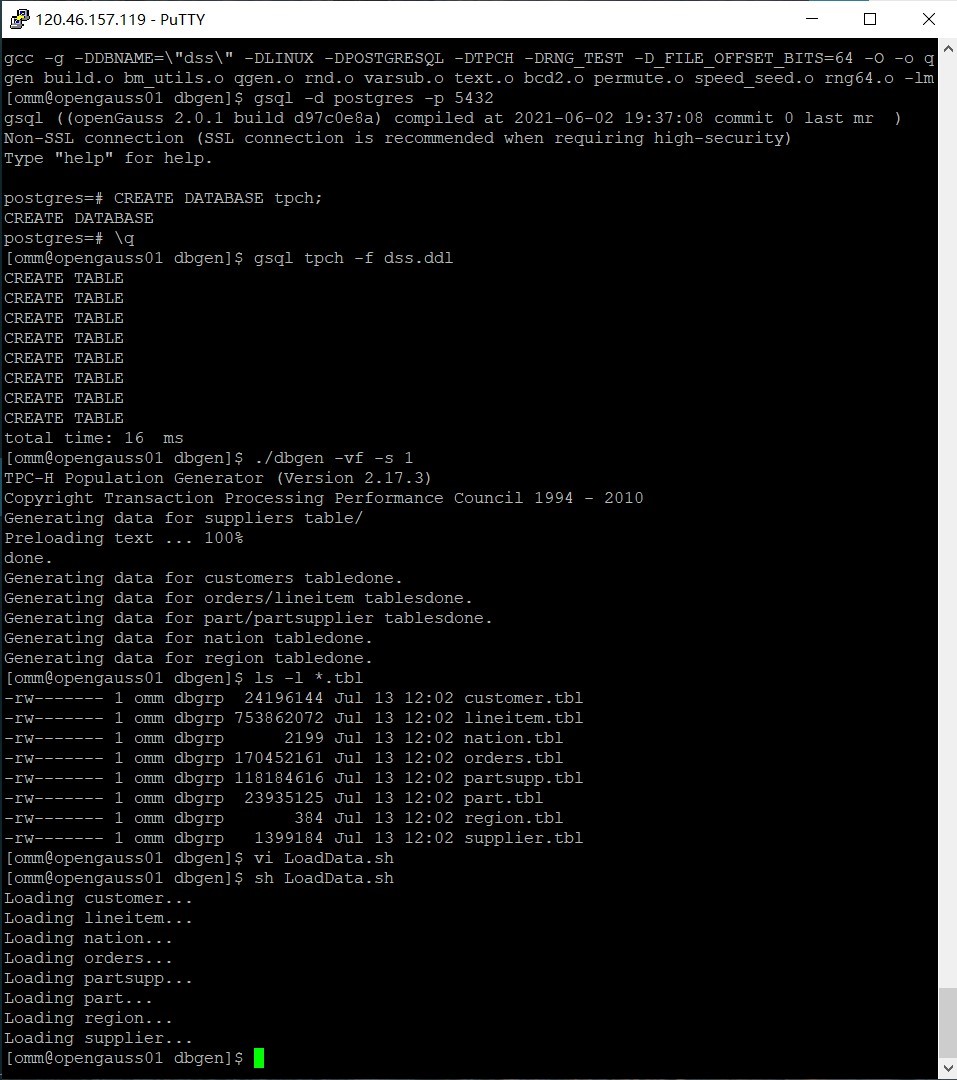 120.46.157.119 - PuTTY
gcc -g -DDBNAME=\"dss\" -DLINUX -DPOSTGRESQL -DTPCH -DRNG_TEST -D_FILE_OFFSET_BITS=64 -O -o q
gen build.o bm_utils.o qgen.o rnd.o varsub.o text.o bcd2.o permute.o speed_seed.o rng64.o -lm
[omm@opengauss01 dbgen]$ gsql -d postgres -p 5432
gsql ((openGauss 2.0.1 build d97c0e8a) compiled at 2021-06-02 19:37:08 commit 0 last mr  )
Non-SSL connection (SSL connection is recommended when requiring high-security)
Type "help" for help.
postgres=# CREATE DATABASE tpch;
CREATE DATABASE
postgres=# \q
[omm@opengauss01 dbgen]$ gsql tpch -f dss.ddl
CREATE TABLE
CREATE TABLE
CREATE TABLE
CREATE TABLE
CREATE TABLE
CREATE TABLE
CREATE TABLE
CREATE TABLE
total time: 16  ms
[omm@opengauss01 dbgen]$ ./dbgen -vf -s 1
TPC-H Population Generator (Version 2.17.3)
Copyright Transaction Processing Performance Council 1994 - 2010
Generating data for suppliers table/
Preloading text ... 100%
done.
Generating data for customers tabledone.
Generating data for orders/lineitem tablesdone.
Generating data for part/partsupplier tablesdone.
Generating data for nation tabledone.
Generating data for region tabledone.
[omm@opengauss01 dbgen]$ ls -l *.tbl
-rw------- 1 omm dbgrp  24196144 Jul 13 12:02 customer.tbl
-rw------- 1 omm dbgrp 753862072 Jul 13 12:02 lineitem.tbl
-rw------- 1 omm dbgrp      2199 Jul 13 12:02 nation.tbl
-rw------- 1 omm dbgrp 170452161 Jul 13 12:02 orders.tbl
-rw------- 1 omm dbgrp 118184616 Jul 13 12:02 partsupp.tbl
-rw------- 1 omm dbgrp  23935125 Jul 13 12:02 part.tbl
-rw------- 1 omm dbgrp       384 Jul 13 12:02 region.tbl
-rw------- 1 omm dbgrp   1399184 Jul 13 12:02 supplier.tbl
[omm@opengauss01 dbgen]$ vi LoadData.sh
[omm@opengauss01 dbgen]$ sh LoadData.sh
Loading customer...
Loading lineitem...
Loading nation...
Loading orders...
Loading partsupp...
Loading part...
Loading region...
Loading supplier...
[omm@opengauss01 dbgen]$